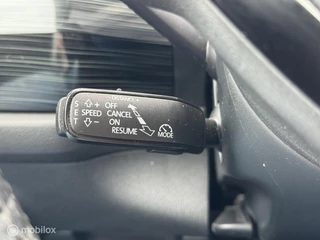 S + OFF
E SPEED CANCEL
ON
T - RESUME MODE
© mobilox